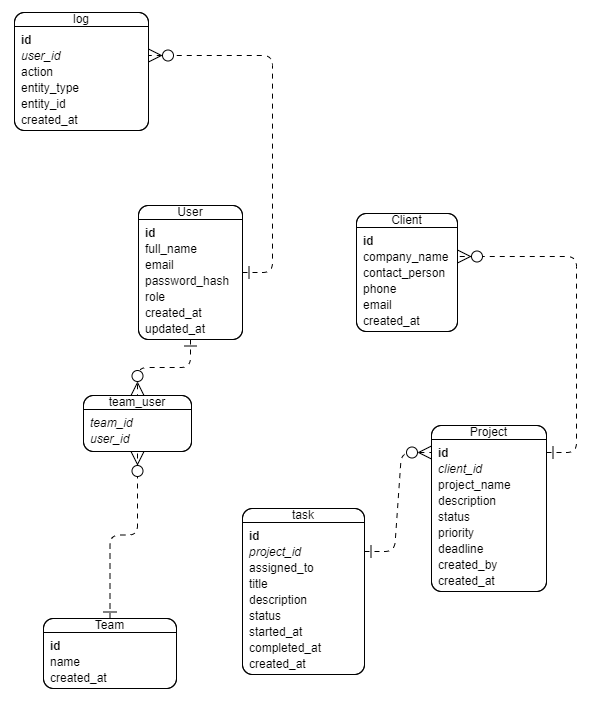 log
id
user_id
action
entity_type
entity_id
created_at
User
id
full_name
email
password_hash
role
created_at
updated_at
Client
id
company_name
contact_person
phone
email
created_at
team_user
team_id
user_id
Project
id
client_id
project_name
description
status
priority
deadline
created_by
created_at
task
id
project_id
assigned_to
title
description
status
started_at
completed_at
created_at
Team
id
name
created_at